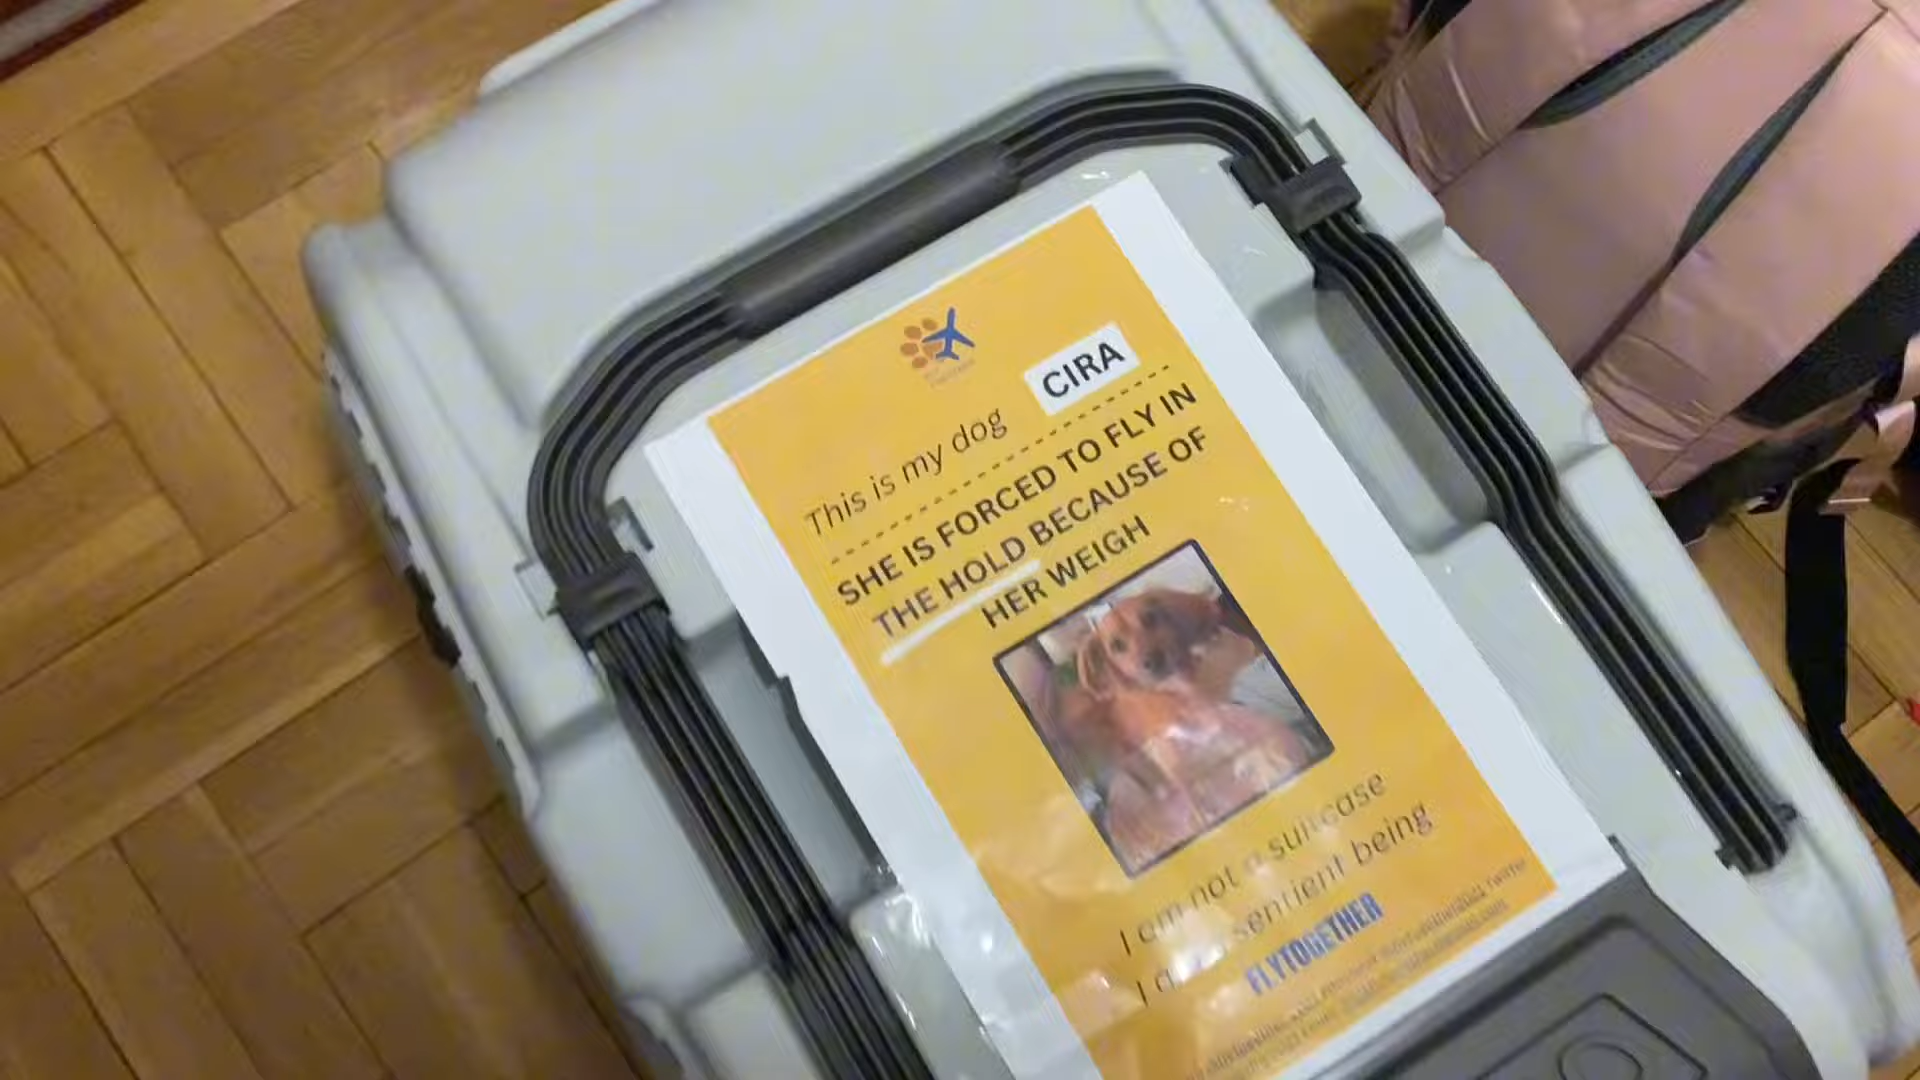 CIRA
This is my dog
SHE IS FORCED TO FLY IN
THE HOLD BECAUSE OF
HER WEIGH
I am not a suitcase
I a sentient being
FLYTOGETHER